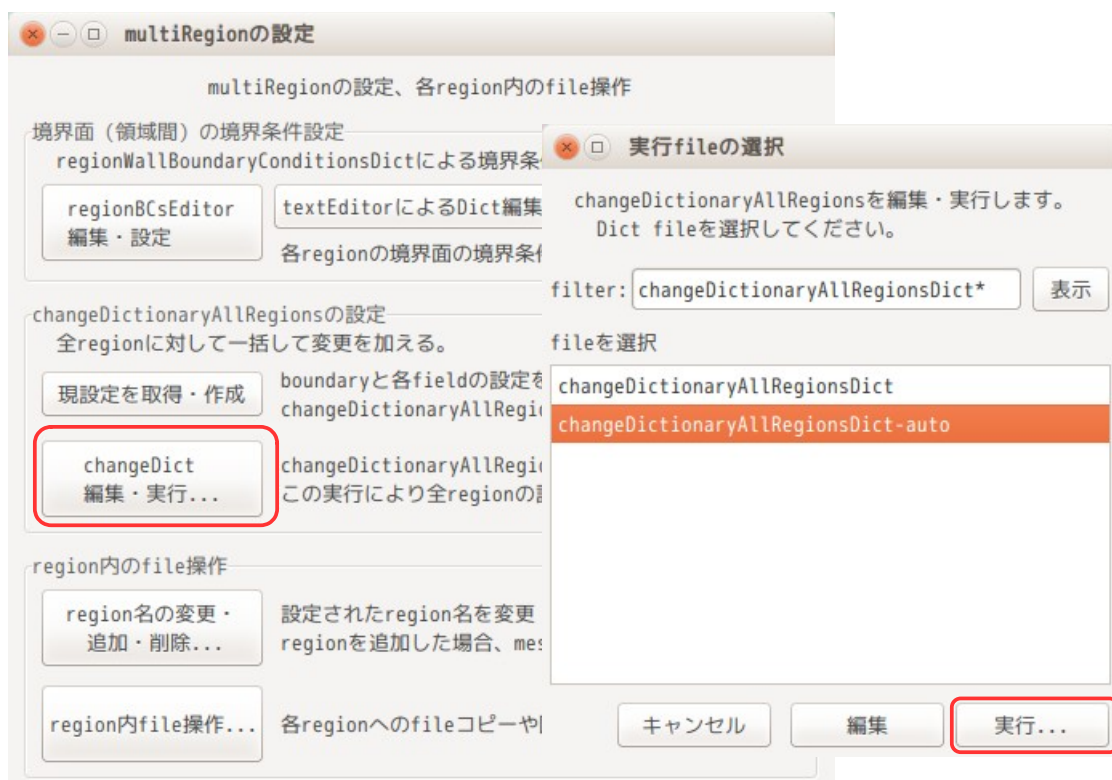 multiRegionの設定
multiRegionの設定、各region内のfile操作
境界面（領域間）の境界条件設定
regionWallBoundaryConditionsDictによる境界条
regionBCsEditor
編集・設定
textEditorによるDict編集
各regionの境界面の境界条
changeDictionaryAllRegionsの設定
全regionに対して一括して変更を加える。
現設定を取得・作成
boundaryと各fieldの設定を
changeDictionaryAllRegi
changeDict
編集・実行...
changeDictionaryAllRegi
この実行により全regionの
region内のfile操作
region名の変更・
追加・削除...
設定されたregion名を変更
regionを追加した場合、mes
region内file操作...
各regionへのfileコピーや
実行fileの選択
changeDictionaryAllRegionsを編集・実行します。
Dict fileを選択してください。
filter: changeDictionaryAllRegionsDict* 表示
fileを選択
changeDictionaryAllRegionsDict
changeDictionaryAllRegionsDict-auto
キャンセル 編集 実行...